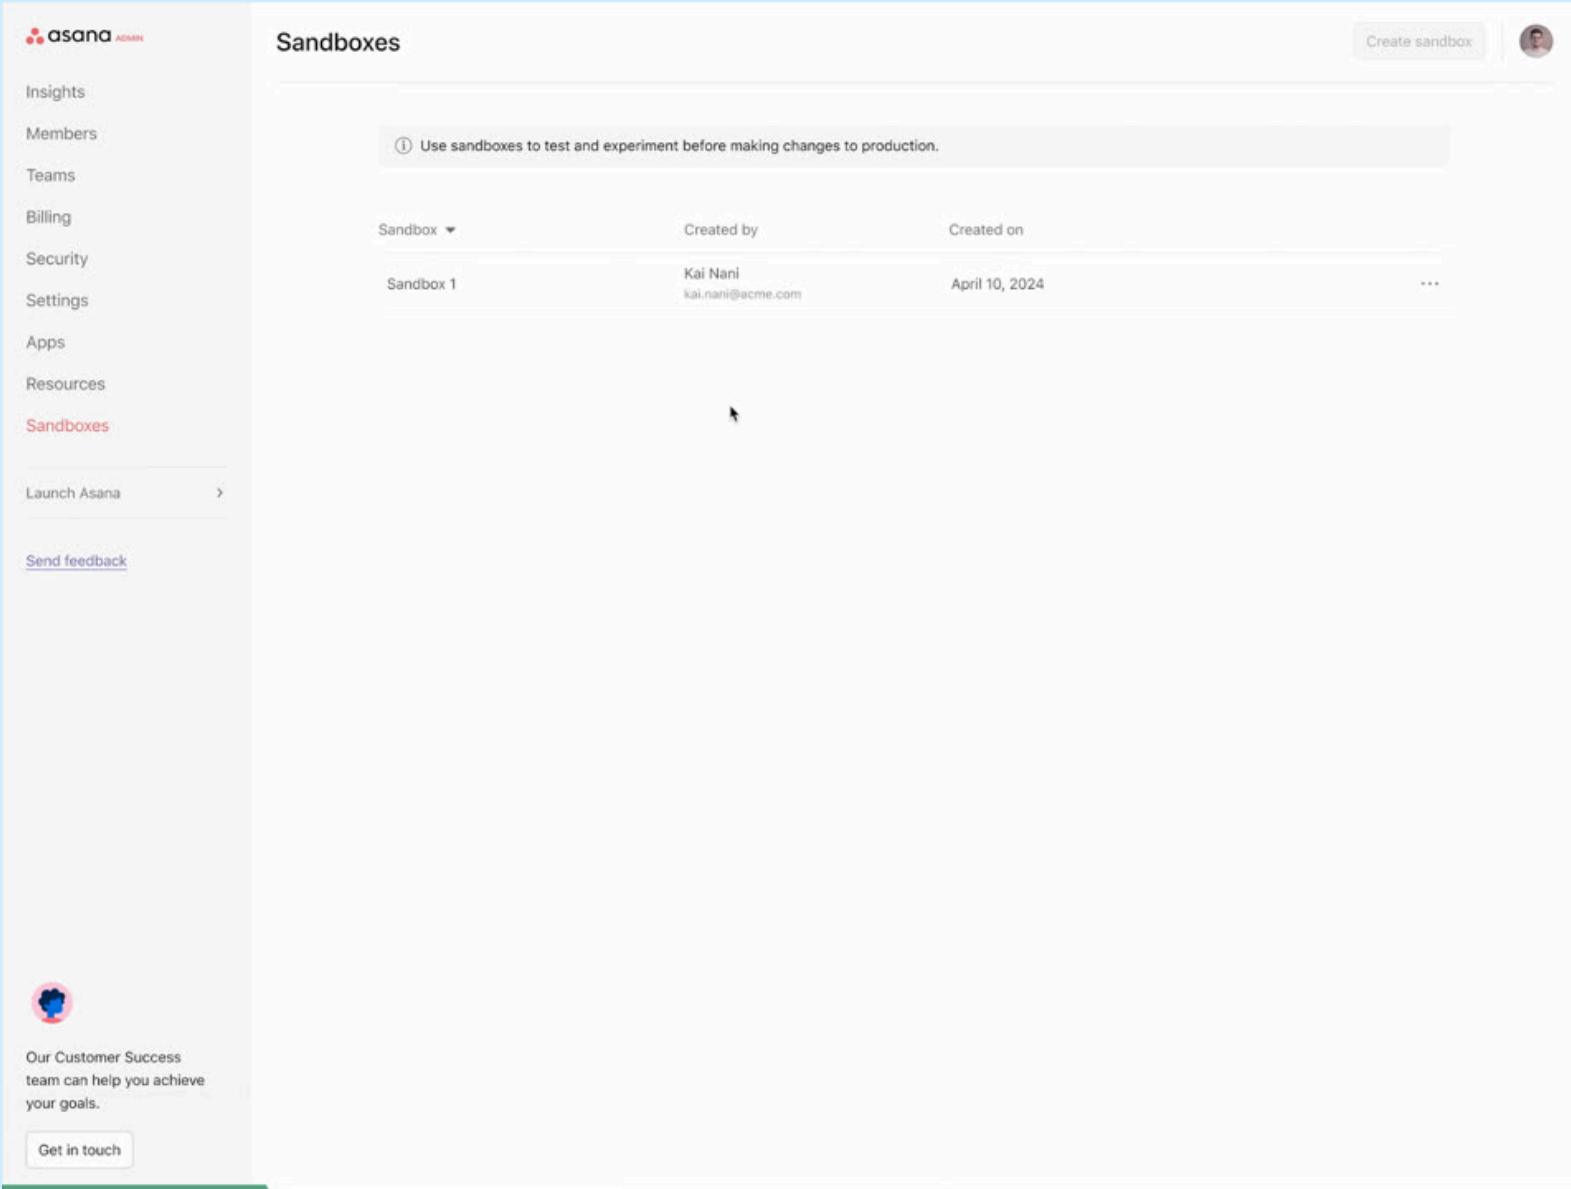 asana ADMIN
Insights
Members
Teams
Billing
Security
Settings
Apps
Resources
Sandboxes
Launch Asana
Send feedback
Our Customer Success
team can help you achieve
your goals.
Get in touch
Sandboxes
Create sandbox
Use sandboxes to test and experiment before making changes to production.
Sandbox Created by Created on
Sandbox 1 Kai Nani April 10, 2024
kai.nani@acme.com